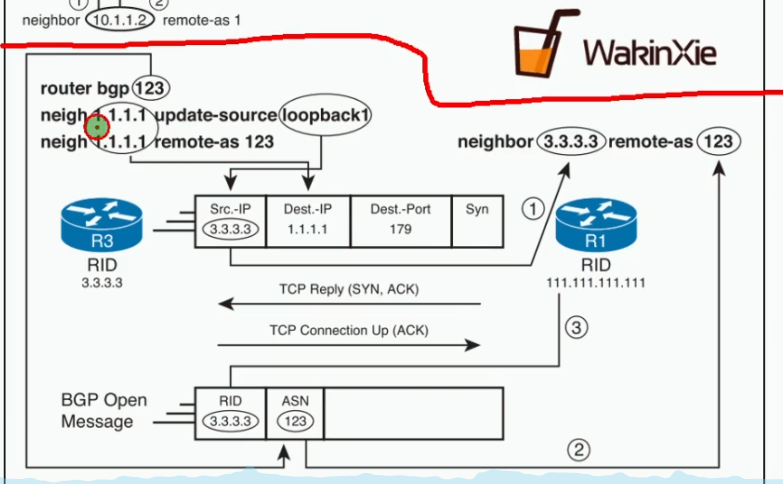 ① ②
neighbor 10.1.1.2 remote-as 1
WakinXie
router bgp 123
neigh 1.1.1.1 update-source loopback1
neigh 1.1.1.1 remote-as 123
neighbor 3.3.3.3 remote-as 123
Src.-IP Dest.-IP Dest.-Port Syn
3.3.3.3 1.1.1.1 179
①
R3
RID
3.3.3.3
R1
RID
111.111.111.111
TCP Reply (SYN, ACK)
TCP Connection Up (ACK)
③
BGP Open
Message
RID ASN
3.3.3.3 123
②